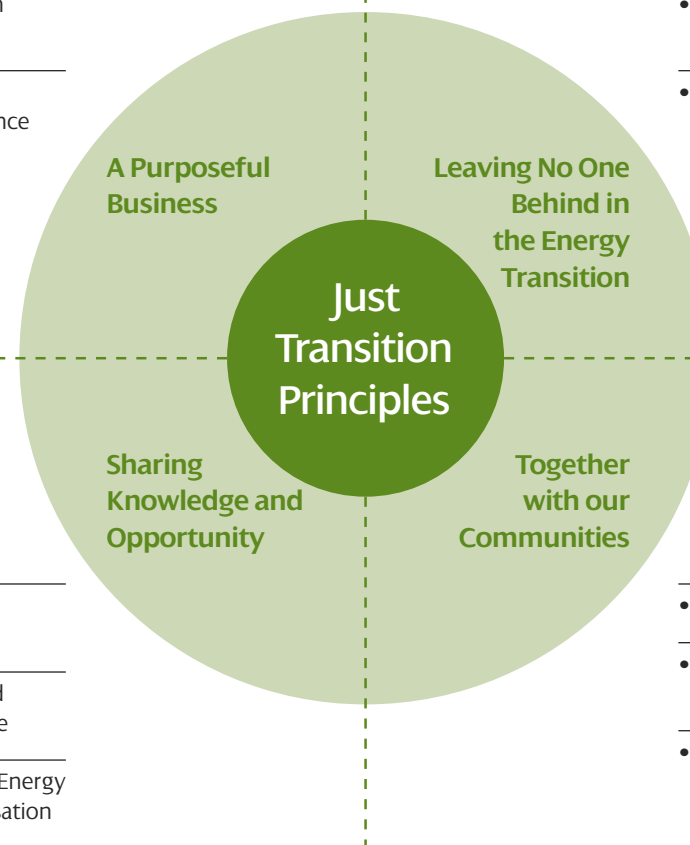 A Purposeful
Business
Leaving No One
Behind in
the Energy
Transition
Just
Transition
Principles
Sharing
Knowledge and
Opportunity
Together
with our
Communities
Energy